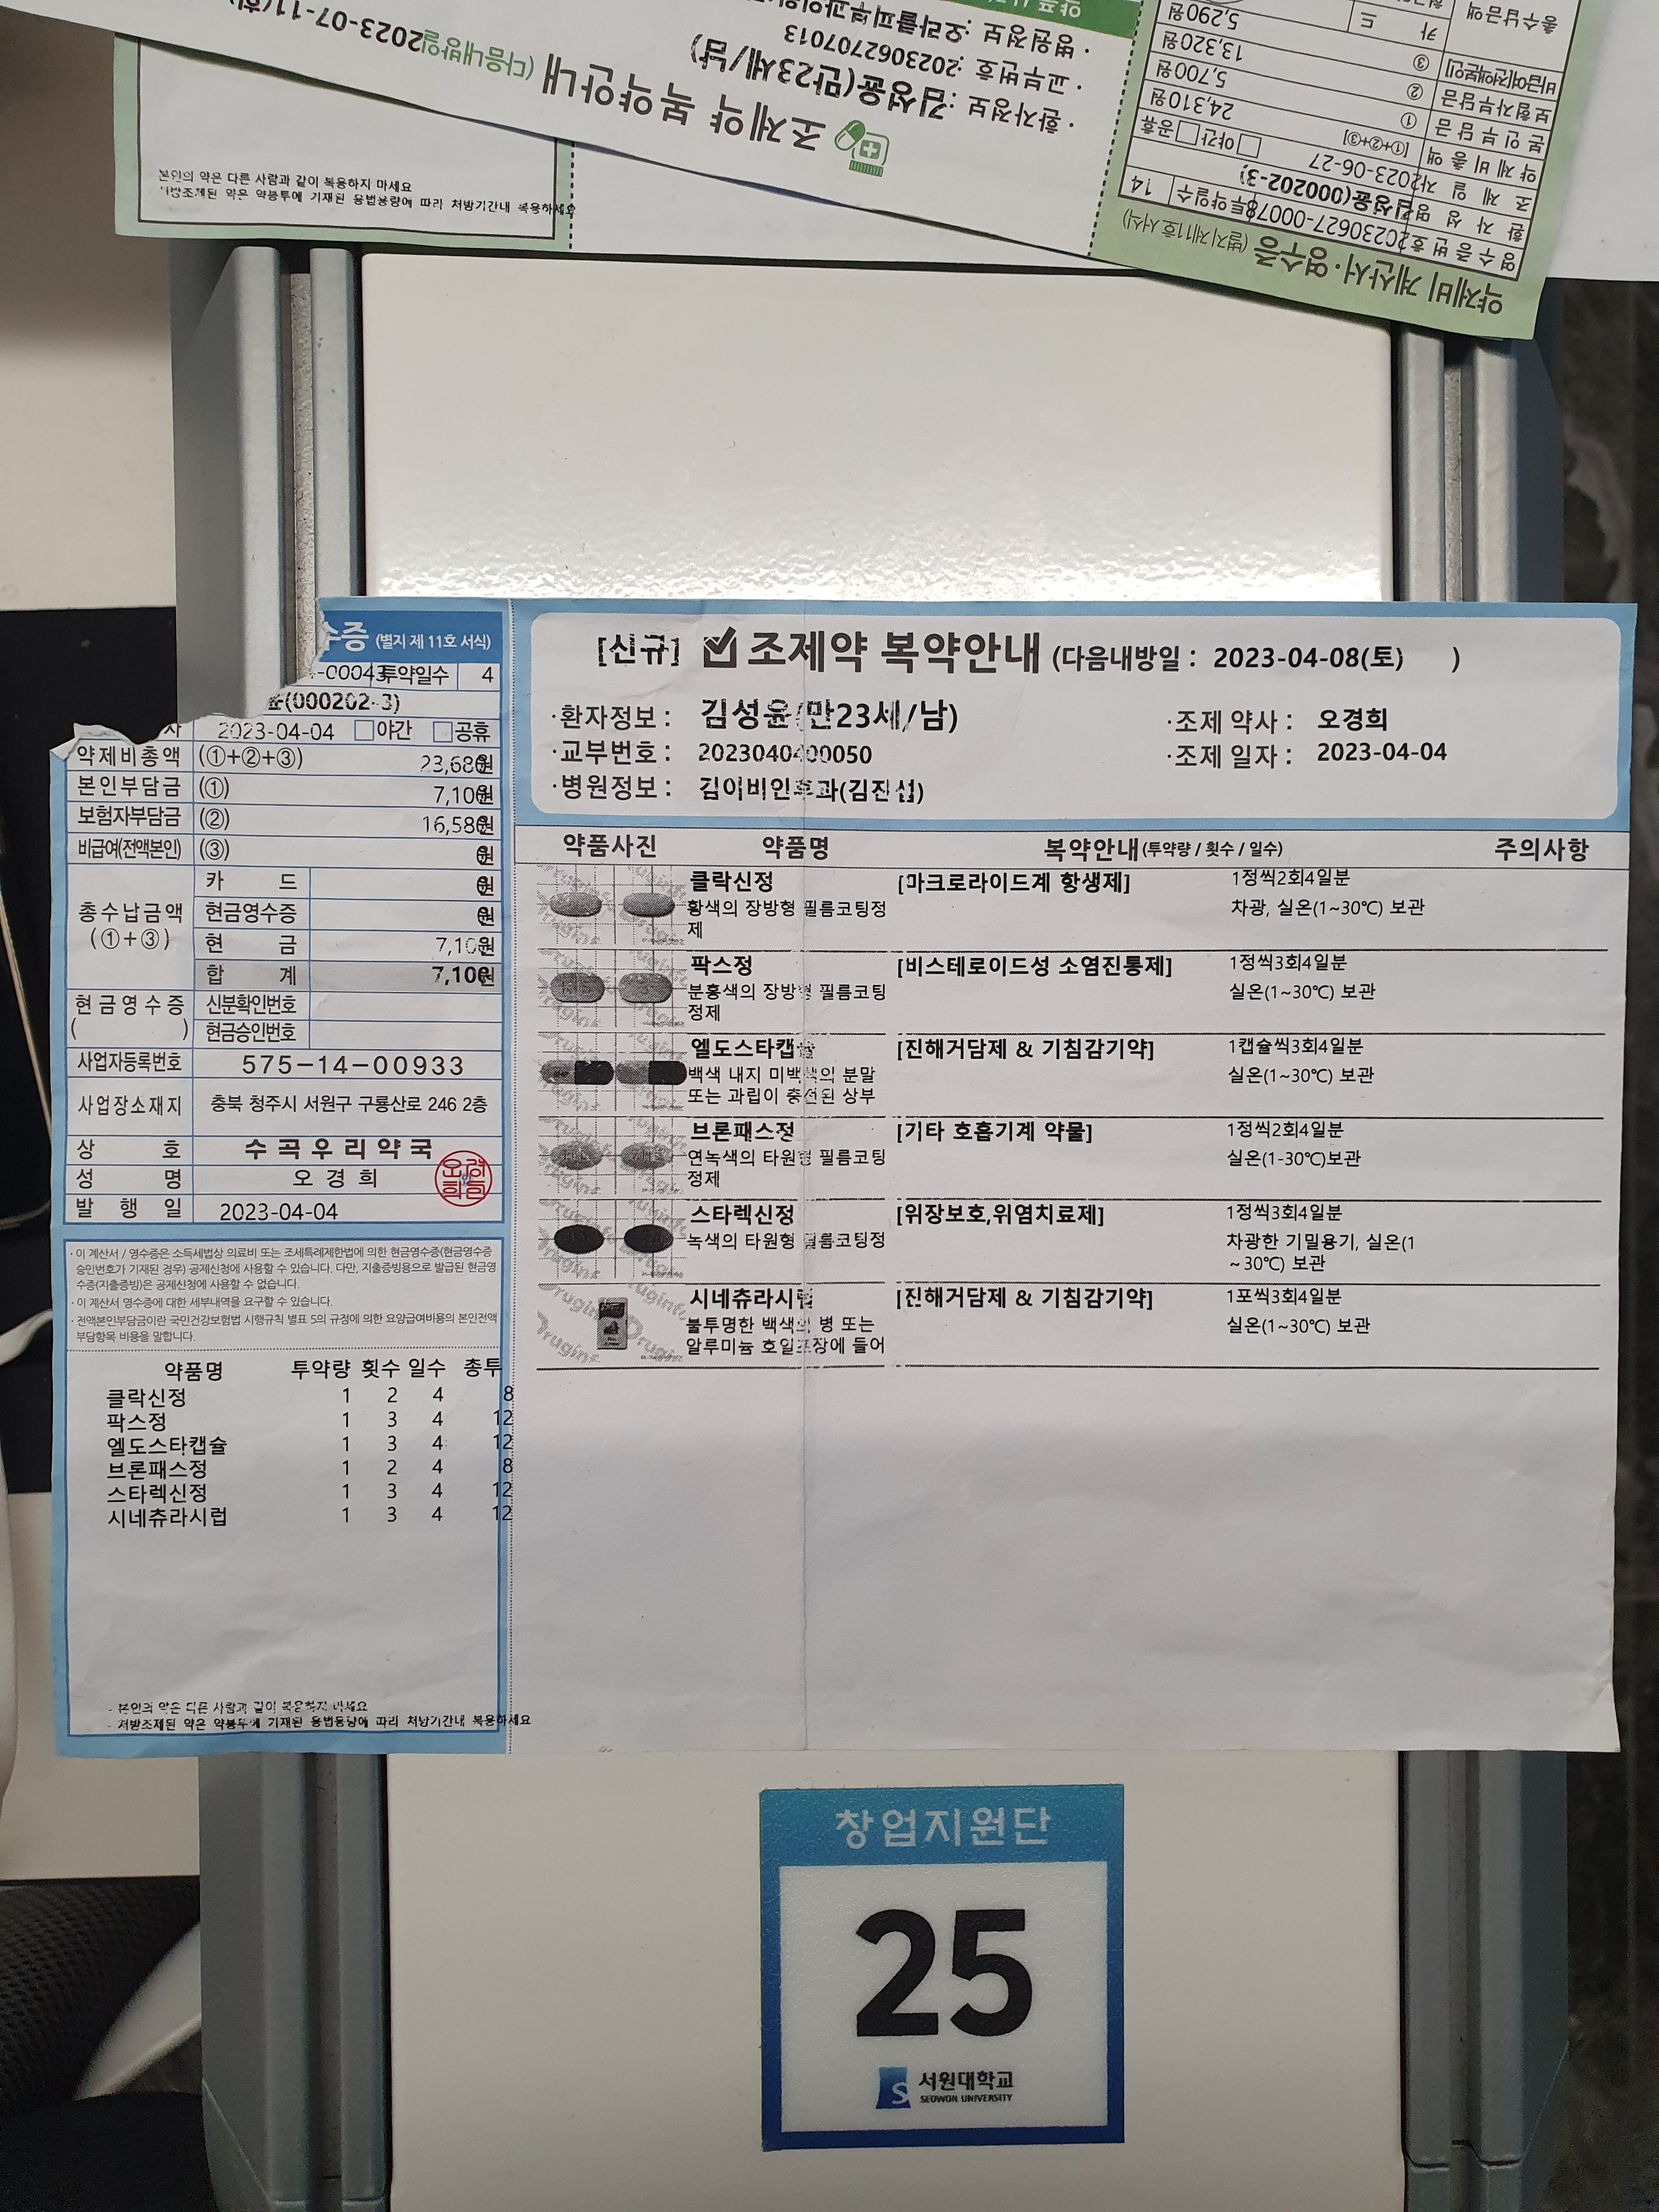 본인의 약은 다른 사람과 같이 복용하지 마세요
처방조제된 약은 약봉투에 기재된 용법용량에 따라 처방기간내 복용하세요
조제약 복약안내 (다음내방일 2023-07-11(화)
·환자정보 : 김성윤(만23세/남)
·교부번호 : 2023062707013
·병원정보 :
약제비 계산서·영수증 (별지제11호서식)
영수증번호 20230627-00078 투약일수 14
환자성명 김성윤(000202-3)
조제일자 2023-06-27 □야간 □공휴
약제비총액 [①+②+③] 24,310원
본인부담금 ① 5,700원
보험자부담금 ② 13,320원
비급여(전액본인) ③ 5,290원
총수납금액 카드
수증 (별지 제 11호 서식)
-00043 투약일수 4
윤(000202-3)
자 2023-04-04 □야간 □공휴
약제비총액 (①+②+③) 23,680원
본인부담금 (①) 7,100원
보험자부담금 (②) 16,580원
비급여(전액본인) (③) 0원
총수납금액 (①+③)
카드 0원
현금영수증 0원
현금 7,100원
합계 7,100원
현금영수증 ( )
신분확인번호
현금승인번호
사업자등록번호 575-14-00933
사업장소재지 충북 청주시 서원구 구룡산로 246 2층
상호 수곡우리약국
성명 오경희
발행일 2023-04-04
· 이 계산서 / 영수증은 소득세법상 의료비 또는 조세특례제한법에 의한 현금영수증(현금영수증
승인번호가 기재된 경우) 공제신청에 사용할 수 있습니다. 다만, 지출증빙용으로 발급된 현금영
수증(지출증빙)은 공제신청에 사용할 수 없습니다.
· 이 계산서 영수증에 대한 세부내역을 요구할 수 있습니다.
· 전액본인부담금이란 국민건강보험법 시행규칙 별표 5의 규정에 의한 요양급여비용의 본인전액
부담항목 비용을 말합니다.
약품명 투약량 횟수 일수 총투
클락신정 1 2 4 8
팍스정 1 3 4 12
엘도스타캡슐 1 3 4 12
브론패스정 1 2 4 8
스타렉신정 1 3 4 12
시네츄라시럽 1 3 4 12
- 본인의 약은 다른 사람과 같이 복용하지 마세요
- 처방조제된 약은 약봉투에 기재된 용법용량에 따라 처방기간내 복용하세요
[신규] 조제약 복약안내 (다음내방일 : 2023-04-08(토) )
·환자정보 : 김성윤(만23세/남)
·조제 약사 : 오경희
·교부번호 : 2023040400050
·조제 일자 : 2023-04-04
·병원정보 : 김이비인후과(김진섭)
약품사진 약품명 복약안내 (투약량 / 횟수 / 일수) 주의사항
클락신정 [마크로라이드계 항생제] 1정씩2회4일분
황색의 장방형 필름코팅정 차광, 실온(1~30℃) 보관
제
팍스정 [비스테로이드성 소염진통제] 1정씩3회4일분
분홍색의 장방형 필름코팅 실온(1~30℃) 보관
정제
엘도스타캡슐 [진해거담제 & 기침감기약] 1캡슐씩3회4일분
백색 내지 미백색의 분말 실온(1~30℃) 보관
또는 과립이 충전된 상부
브론패스정 [기타 호흡기계 약물] 1정씩2회4일분
연녹색의 타원형 필름코팅 실온(1-30℃)보관
정제
스타렉신정 [위장보호,위염치료제] 1정씩3회4일분
녹색의 타원형 필름코팅정 차광한 기밀용기, 실온(1
~30℃) 보관
시네츄라시럽 [진해거담제 & 기침감기약] 1포씩3회4일분
불투명한 백색의 병 또는 실온(1~30℃) 보관
알루미늄 호일포장에 들어
창업지원단
25
서원대학교
SEOWON UNIVERSITY